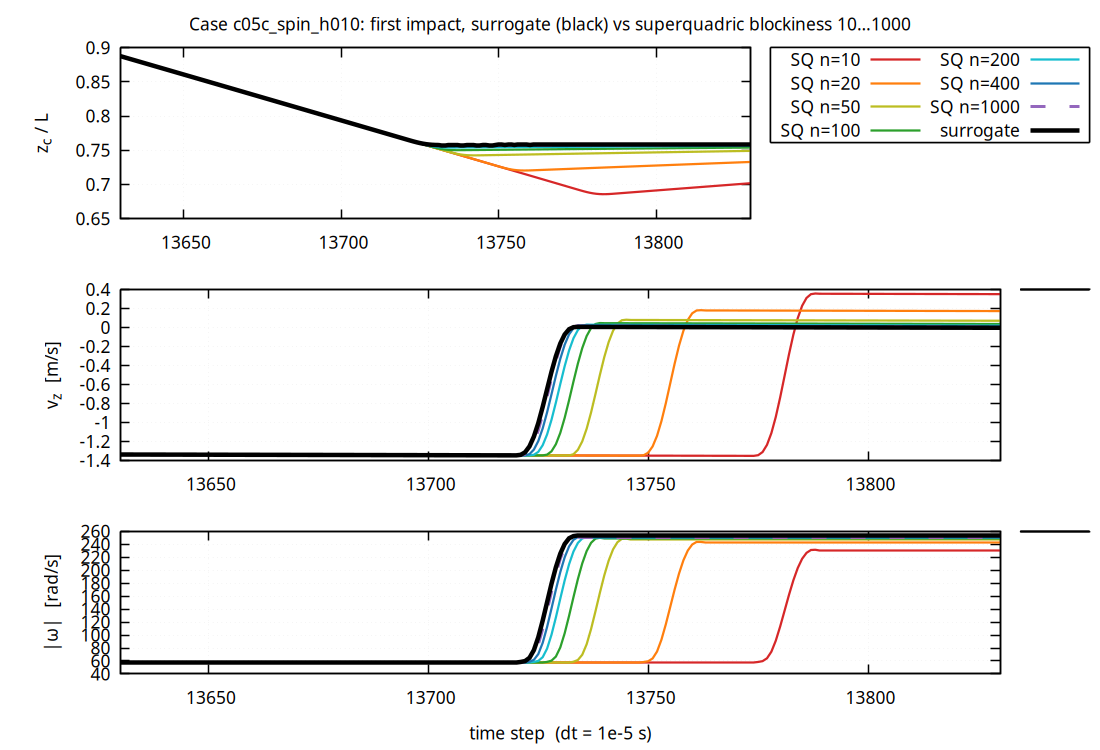 Case c05c_spin_h010: first impact, surrogate (black) vs superquadric blockiness 10...1000
0.9
0.85
0.8
0.75
0.7
0.65
z_c / L
13650 13700 13750 13800
SQ n=10 SQ n=200
SQ n=20 SQ n=400
SQ n=50 SQ n=1000
SQ n=100 surrogate
0.4
0.2
0
-0.2
-0.4
-0.6
-0.8
-1
-1.2
-1.4
v_z [m/s]
13650 13700 13750 13800
260
240
220
200
180
160
140
120
100
80
60
40
|ω| [rad/s]
13650 13700 13750 13800
time step (dt = 1e-5 s)